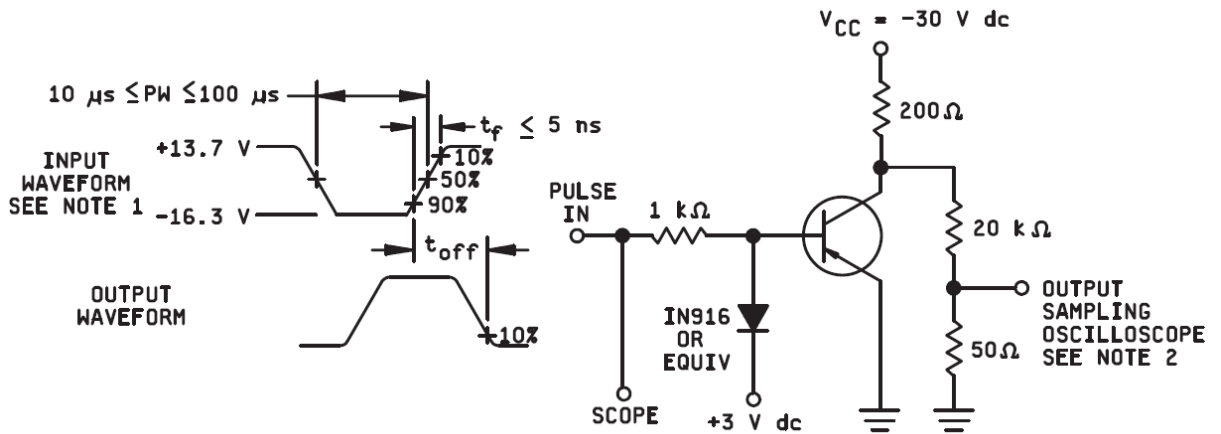 V_CC = -30 V dc
200Ω
10 μs ≤PW ≤100 μs
t_f ≤ 5 ns
+13.7 V
10%
INPUT
WAVEFORM
SEE NOTE 1
50%
90%
-16.3 V
t_off
OUTPUT
WAVEFORM
10%
PULSE
IN
1 kΩ
20 kΩ
IN916
OR
EQUIV
OUTPUT
SAMPLING
OSCILLOSCOPE
SEE NOTE 2
50Ω
SCOPE
+3 V dc